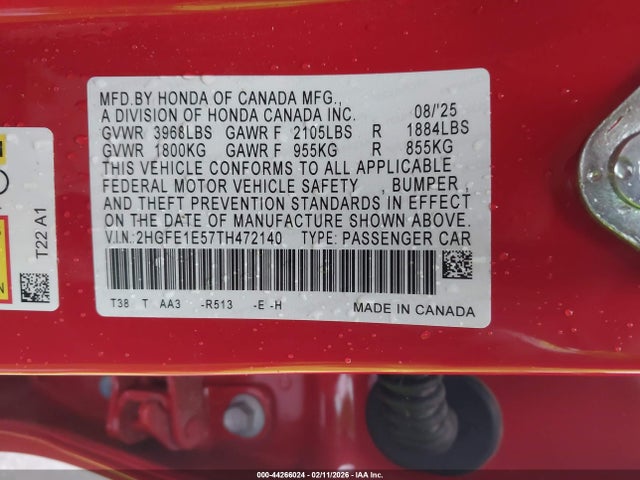 MFD.BY HONDA OF CANADA MFG.,
A DIVISION OF HONDA CANADA INC. 08/'25
GVWR 3968LBS GAWR F 2105LBS R 1884LBS
GVWR 1800KG GAWR F 955KG R 855KG
THIS VEHICLE CONFORMS TO ALL APPLICABLE
FEDERAL MOTOR VEHICLE SAFETY , BUMPER ,
AND THEFT PREVENTION STANDARDS IN EFFECT
ON THE DATE OF MANUFACTURE SHOWN ABOVE.
V.I.N: 2HGFE1E57TH472140 TYPE: PASSENGER CAR
T38 T AA3 -R513 -E -H
MADE IN CANADA
T22 A1
N
000-44266024 - 02/11/2026 - IAA Inc.